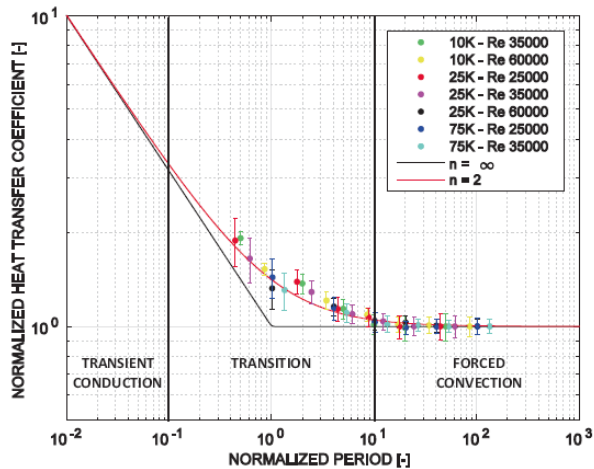 NORMALIZED HEAT TRANSFER COEFFICIENT [-]
10^1
10^0
10K - Re 35000
10K - Re 60000
25K - Re 25000
25K - Re 35000
25K - Re 60000
75K - Re 25000
75K - Re 35000
n = ∞
n = 2
TRANSIENT
CONDUCTION
TRANSITION
FORCED
CONVECTION
10^-2 10^-1 10^0 10^1 10^2 10^3
NORMALIZED PERIOD [-]